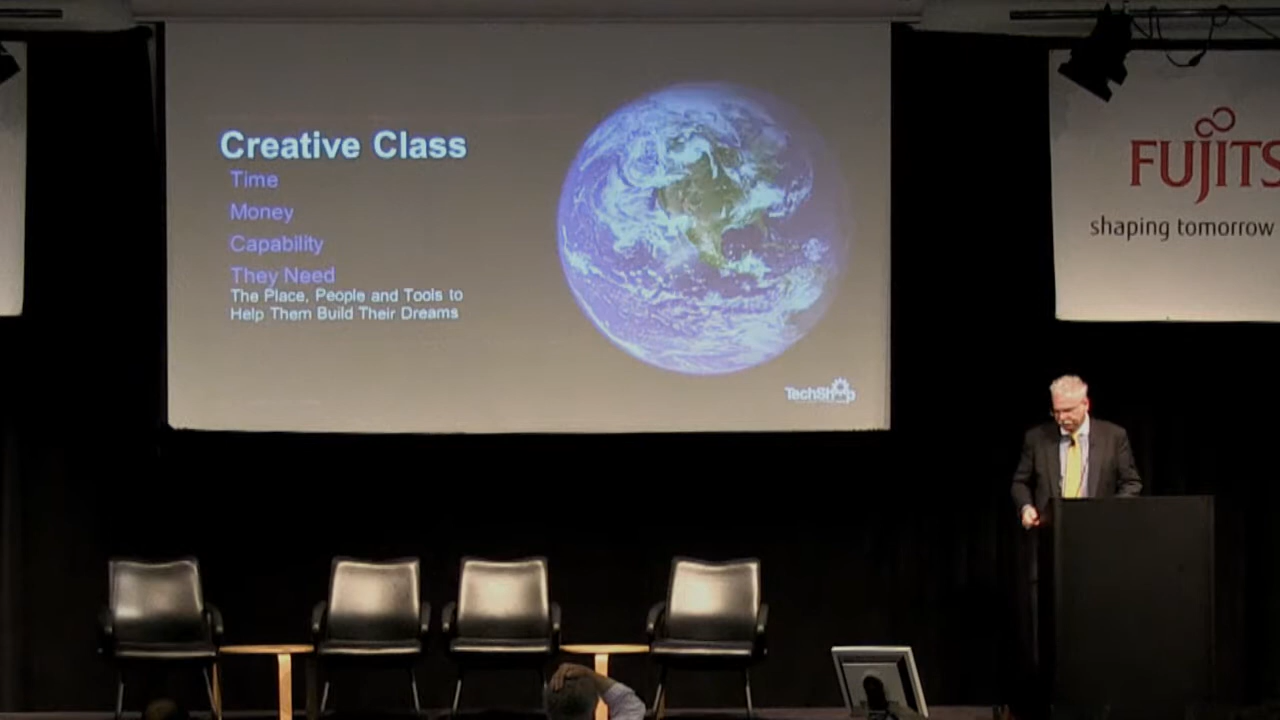 Creative Class
Time
Money
Capability
They Need
The Place, People and Tools to
Help Them Build Their Dreams
TechShop
FUJITS
shaping tomorrow